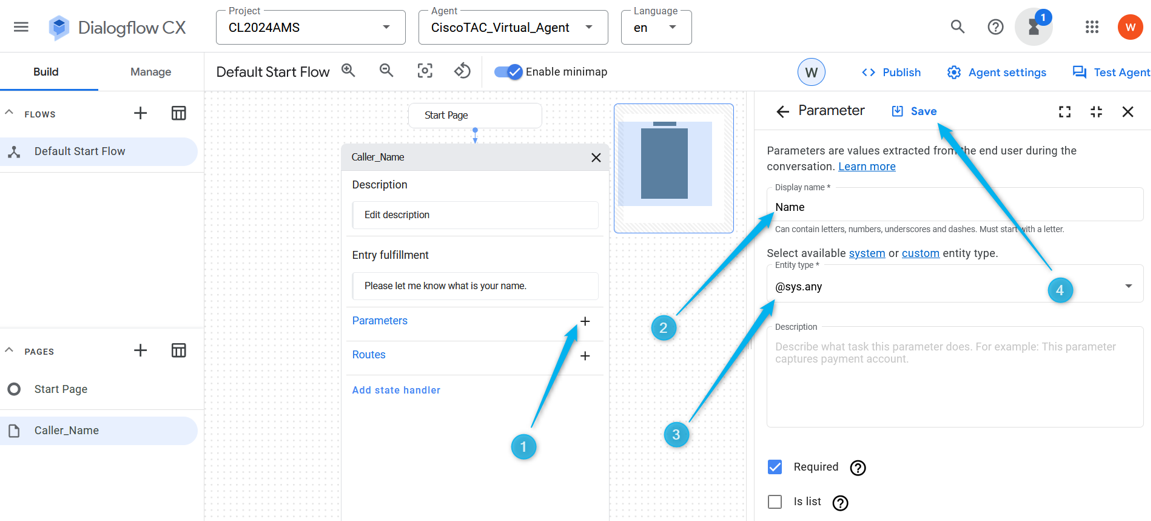 Dialogflow CX
Project
CL2024AMS
Agent
CiscoTAC_Virtual_Agent
Language
en
1
W
Build
Manage
Default Start Flow
Enable minimap
W
Publish
Agent settings
Test Agent
FLOWS
Default Start Flow
PAGES
Start Page
Caller_Name
Start Page
Caller_Name
Description
Edit description
Entry fulfillment
Please let me know what is your name.
Parameters
Routes
Add state handler
1
Parameter
Save
Parameters are values extracted from the end user during the
conversation. Learn more
Display name *
Name
Can contain letters, numbers, underscores and dashes. Must start with a letter.
Select available system or custom entity type.
Entity type *
@sys.any
Description
Describe what task this parameter does. For example: This parameter
captures payment account.
Required
Is list
2
3
4